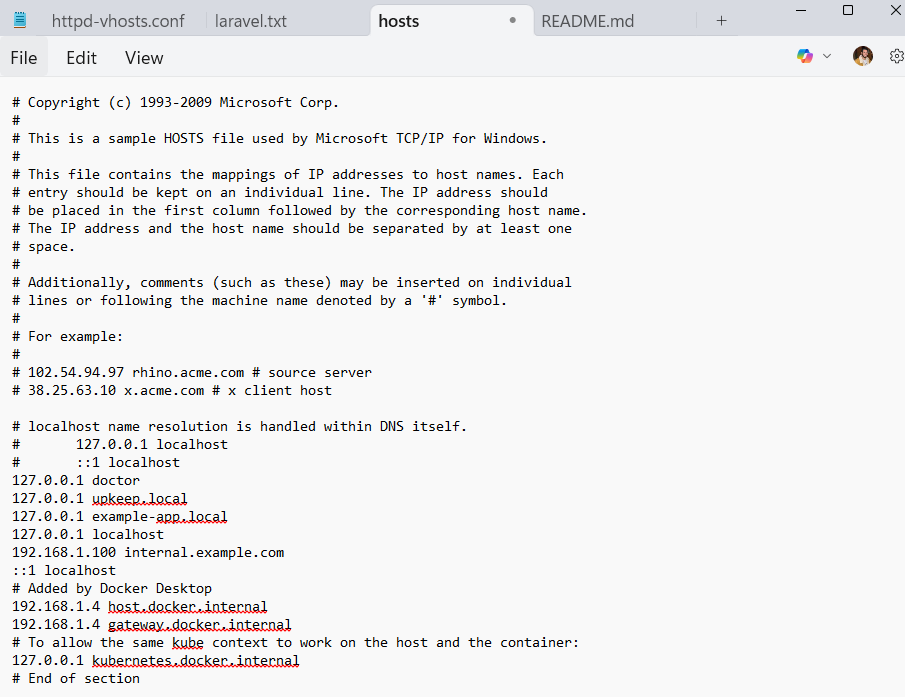 httpd-vhosts.conf laravel.txt hosts README.md
File Edit View
# Copyright (c) 1993-2009 Microsoft Corp.
#
# This is a sample HOSTS file used by Microsoft TCP/IP for Windows.
#
# This file contains the mappings of IP addresses to host names. Each
# entry should be kept on an individual line. The IP address should
# be placed in the first column followed by the corresponding host name.
# The IP address and the host name should be separated by at least one
# space.
#
# Additionally, comments (such as these) may be inserted on individual
# lines or following the machine name denoted by a '#' symbol.
#
# For example:
#
# 102.54.94.97 rhino.acme.com # source server
# 38.25.63.10 x.acme.com # x client host

# localhost name resolution is handled within DNS itself.
#       127.0.0.1 localhost
#       ::1 localhost
127.0.0.1 doctor
127.0.0.1 upkeep.local
127.0.0.1 example-app.local
127.0.0.1 localhost
192.168.1.100 internal.example.com
::1 localhost
# Added by Docker Desktop
192.168.1.4 host.docker.internal
192.168.1.4 gateway.docker.internal
# To allow the same kube context to work on the host and the container:
127.0.0.1 kubernetes.docker.internal
# End of section